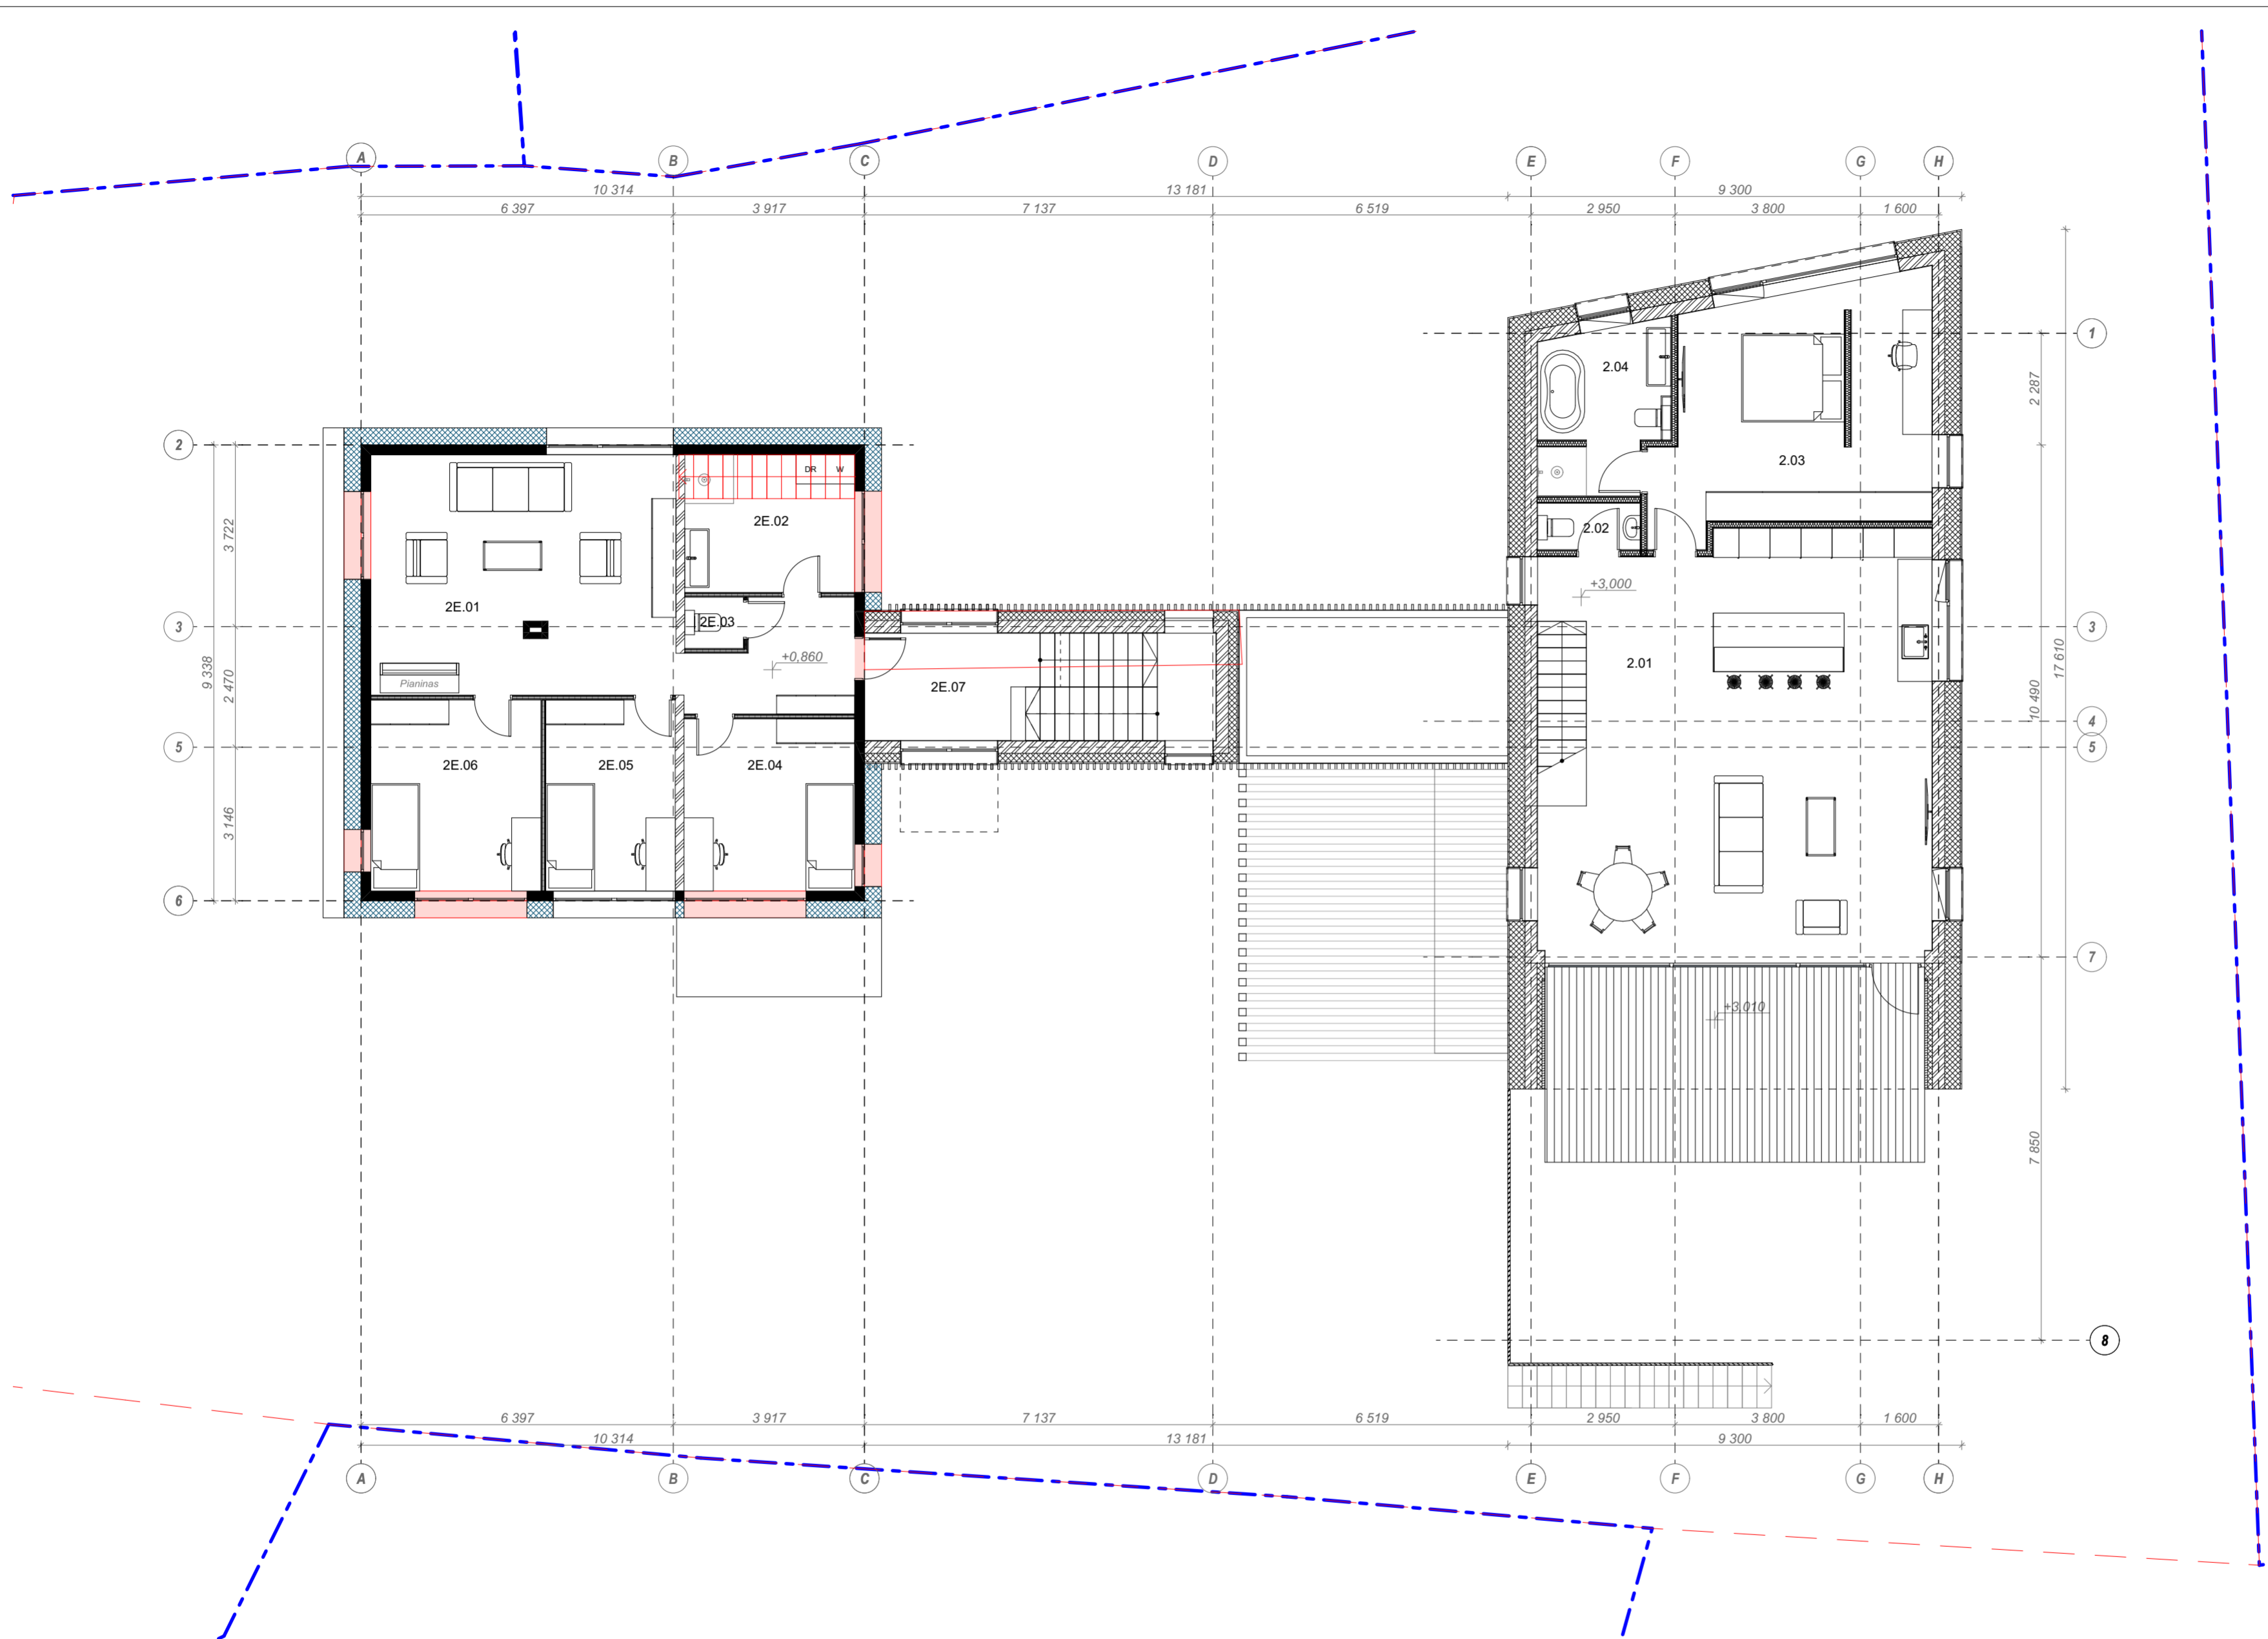 A B C D E F G H
10 314 13 181 9 300
6 397 3 917 7 137 6 519 2 950 3 800 1 600
1
2.04
2 287
2
2.03
DR W
2E.02
3 722
2.02
+3,000
2E.01
2E.03
3
3
2.01
+0,860
17 610
9 338
2 470
Pianinas
2E.07
10 490
4
5
5
2E.06 2E.05 2E.04
3 146
6
7
+3,010
7 850
8
6 397 3 917 7 137 6 519 2 950 3 800 1 600
10 314 13 181 9 300
A B C D E F G H